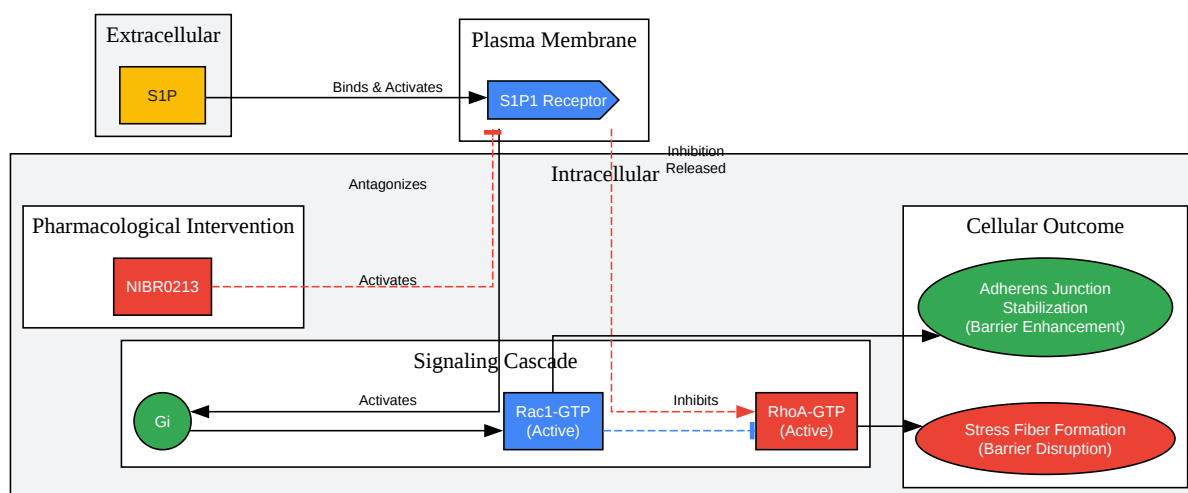 Extracellular
Plasma Membrane
S1P
Binds & Activates
S1P1 Receptor
Inhibition
Released
Intracellular
Antagonizes
Pharmacological Intervention
Cellular Outcome
NIBR0213
Activates
Adherens Junction
Stabilization
(Barrier Enhancement)
Signaling Cascade
Gi
Activates
Rac1-GTP
(Active)
Inhibits
RhoA-GTP
(Active)
Stress Fiber Formation
(Barrier Disruption)